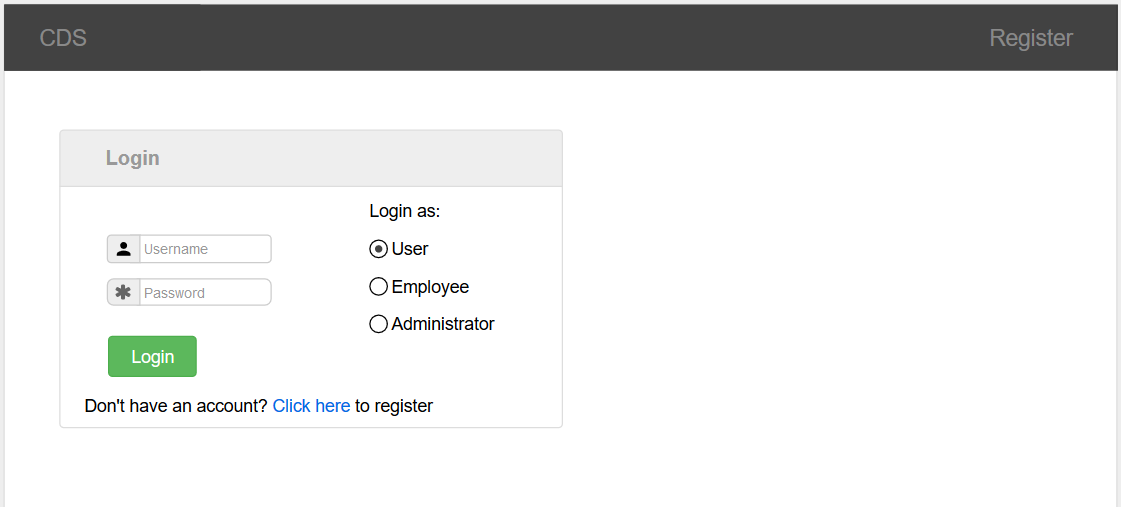 CDS
Register
Login
Login as:
Username
User
Password
Employee
Administrator
Login
Don't have an account? Click here to register